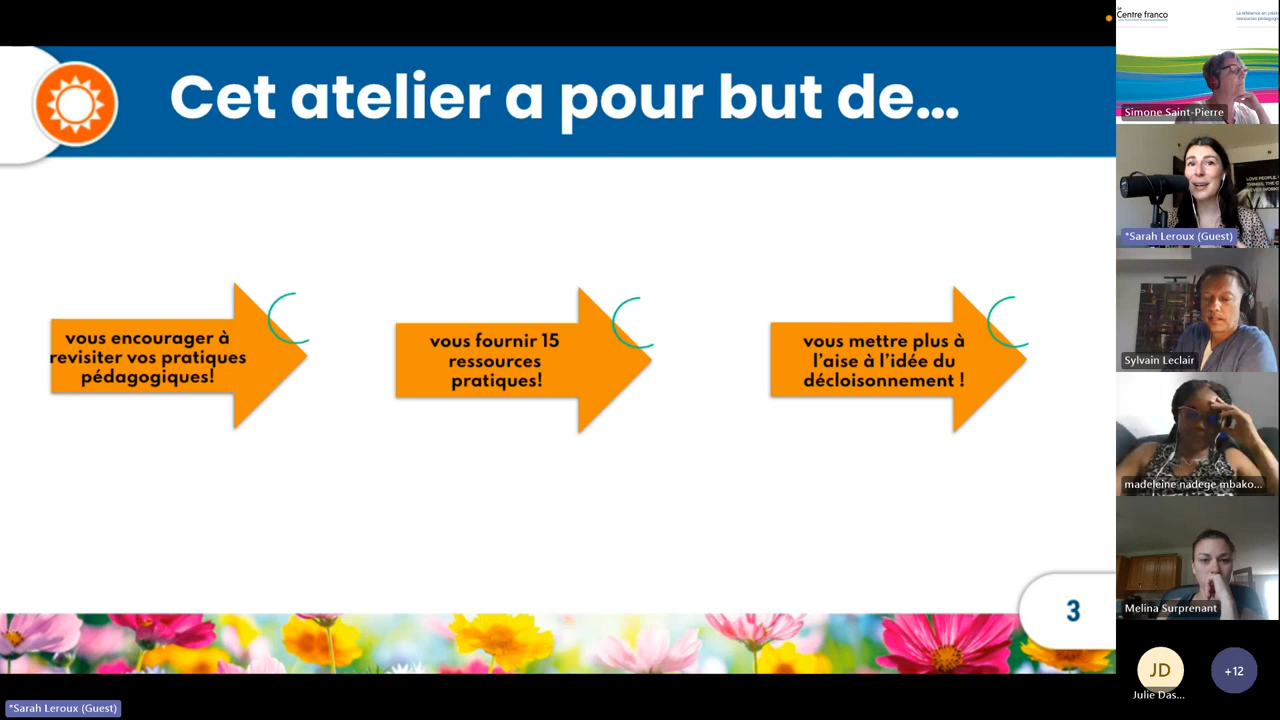 Cet atelier a pour but de...
vous encourager à
revisiter vos pratiques
pédagogiques!
vous fournir 15
ressources
pratiques!
vous mettre plus à
l'aise à l'idée du
décloisonnement !
3
*Sarah Leroux (Guest)
Centre franco
Simone Saint-Pierre
LOVE PEOPLE,
*Sarah Leroux (Guest)
Sylvain Leclair
madeleine nadege mbako...
Melina Surprenant
JD
Julie Das...
+12